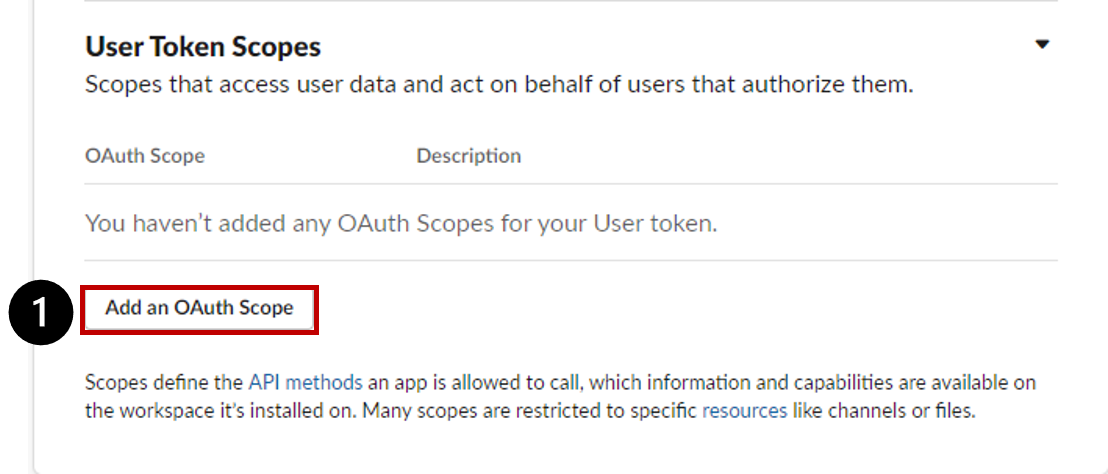 User Token Scopes
Scopes that access user data and act on behalf of users that authorize them.
OAuth Scope Description
You haven’t added any OAuth Scopes for your User token.
1 Add an OAuth Scope
Scopes define the API methods an app is allowed to call, which information and capabilities are available on
the workspace it’s installed on. Many scopes are restricted to specific resources like channels or files.